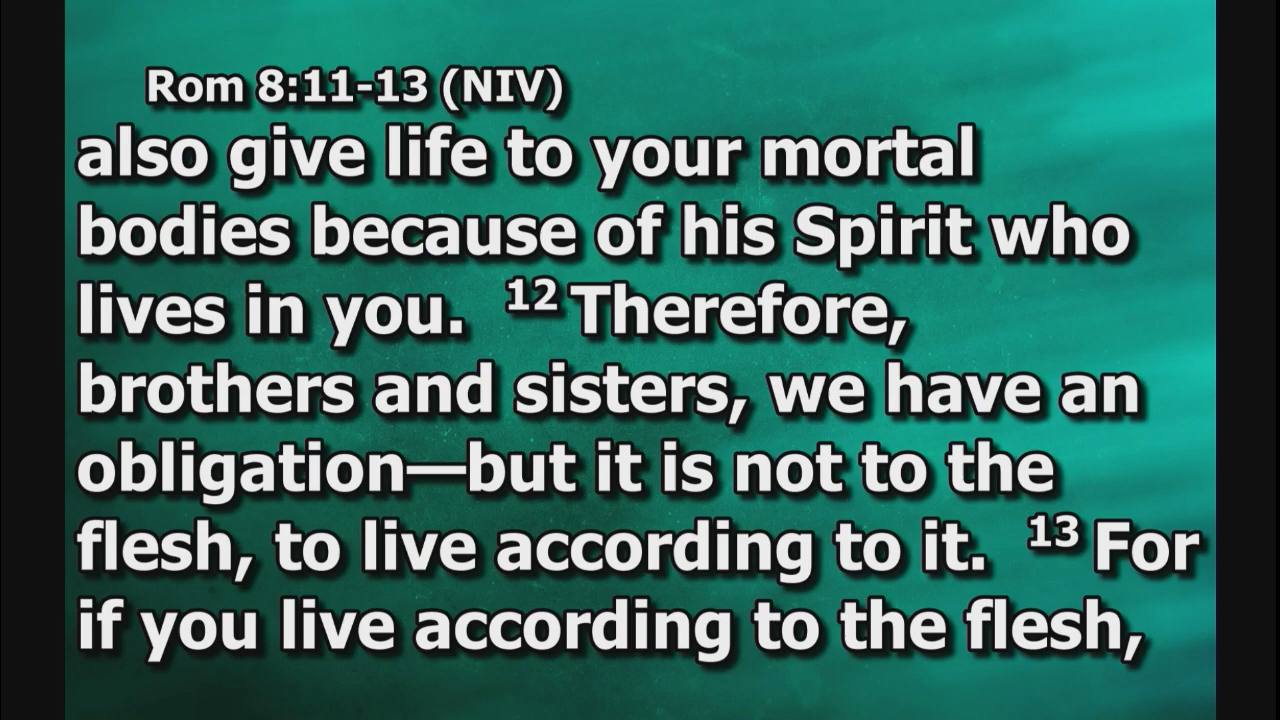 Rom 8:11-13 (NIV)
also give life to your mortal
bodies because of his Spirit who
lives in you. 12 Therefore,
brothers and sisters, we have an
obligation—but it is not to the
flesh, to live according to it. 13 For
if you live according to the flesh,